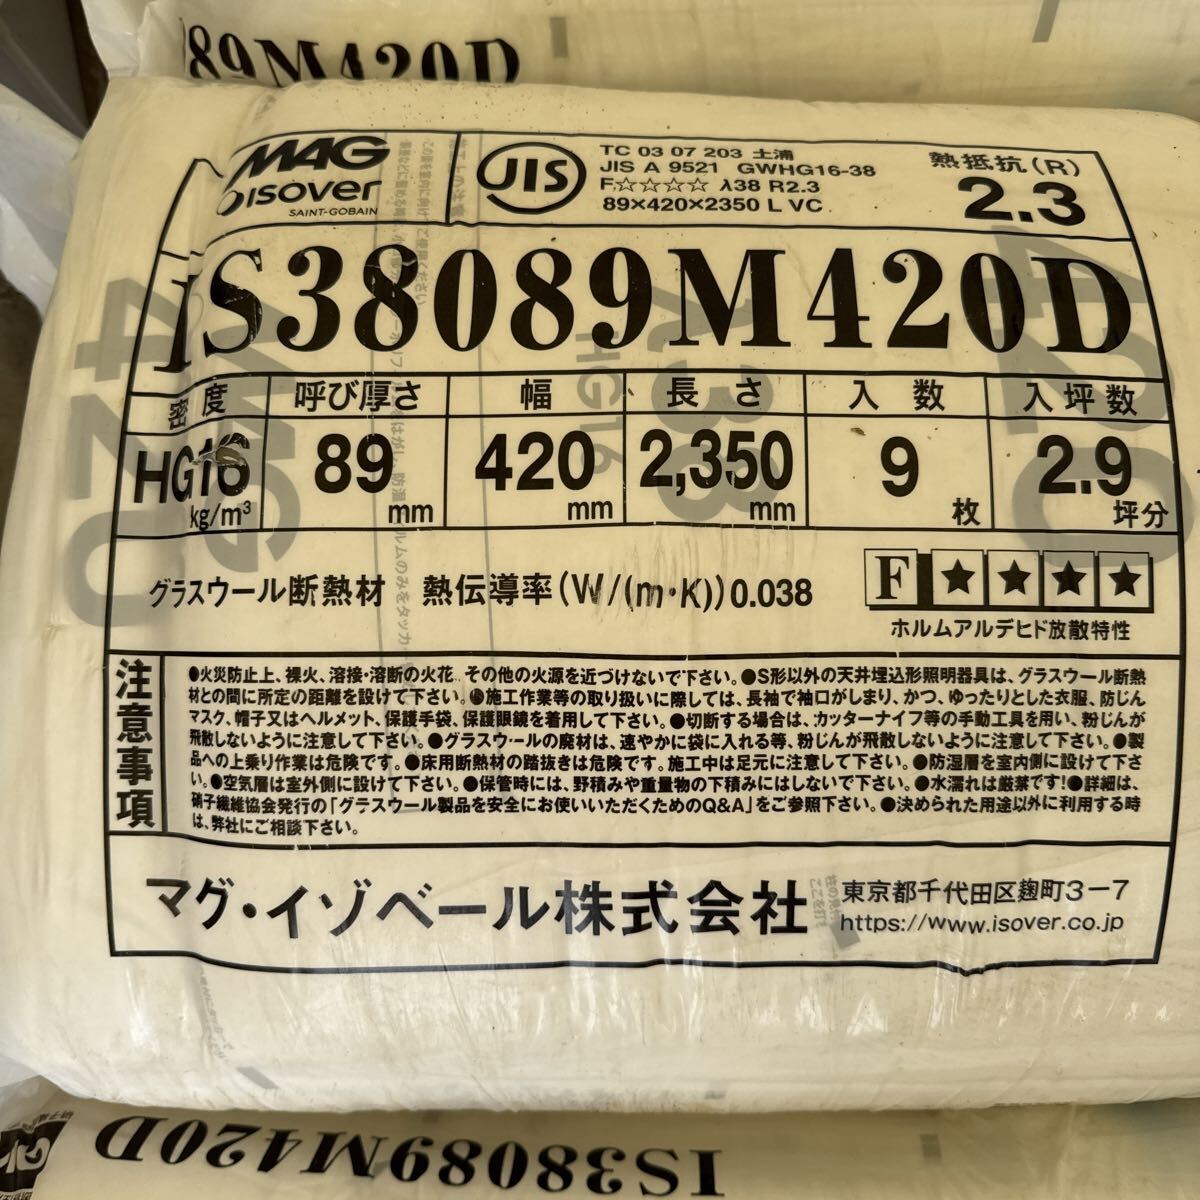 89M420D
MAG
isover
SAINT-GOBAIN
JIS
TC 03 07 203 土浦
JIS A 9521 GWHG16-38
F☆☆☆☆ λ38 R2.3
89×420×2350 L VC
熱抵抗(R)
2.3
IS38089M420D
密度 呼び厚さ 幅 長さ 入数 入坪数
HG16 kg/m³ 89 mm 420 mm 2,350 mm 9 枚 2.9 坪分
グラスウール断熱材 熱伝導率(W/(m・K))0.038
F★★★★
ホルムアルデヒド放散特性
注意事項
●火災防止上、裸火、溶接・溶断の火花、その他の火源を近づけないで下さい。●S形以外の天井埋込形照明器具は、グラスウール断熱
材との間に所定の距離を設けて下さい。●施工作業等の取り扱いに際しては、長袖で袖口がしまり、かつ、ゆったりとした衣服、防じん
マスク、帽子又はヘルメット、保護手袋、保護眼鏡を着用して下さい。●切断する場合は、カッターナイフ等の手動工具を用い、粉じんが
飛散しないように注意して下さい。●グラスウールの廃材は、速やかに袋に入れる等、粉じんが飛散しないように注意して下さい。●製
品への上乗り作業は危険です。●床用断熱材の踏抜きは危険です。施工中は足元に注意して下さい。●防湿層を室内側に設けて下さ
い。●空気層は室外側に設けて下さい。●保管時には、野積みや重量物の下積みにはしないで下さい。●水濡れは厳禁です!●詳細は、
硝子繊維協会発行の「グラスウール製品を安全にお使いいただくためのQ&A」をご参照下さい。●決められた用途以外に利用する時
は、弊社にご相談下さい。
マグ・イゾベール株式会社
東京都千代田区麹町3-7
https://www.isover.co.jp
420
HG16
λ38
420
IS38089M420D